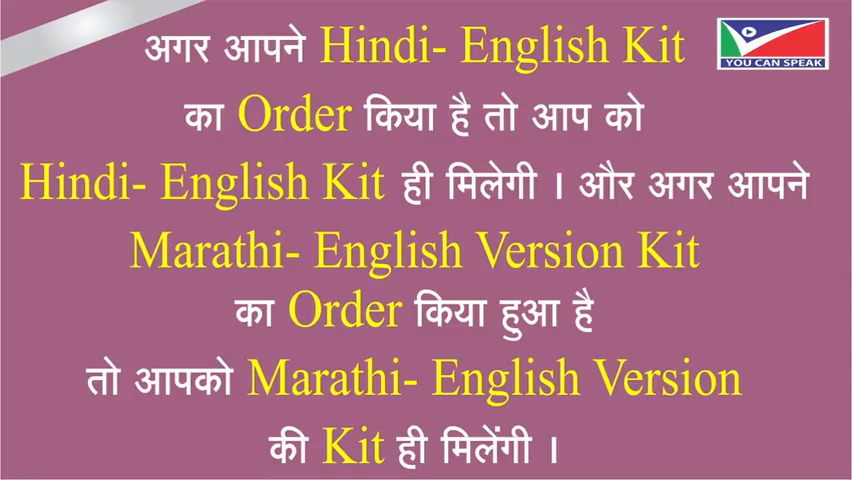 अगर आपने Hindi- English Kit
YOU CAN SPEAK
का Order किया है तो आप को
Hindi- English Kit ही मिलेगी । और अगर आपने
Marathi- English Version Kit
का Order किया हुआ है
तो आपको Marathi- English Version
की Kit ही मिलेंगी ।